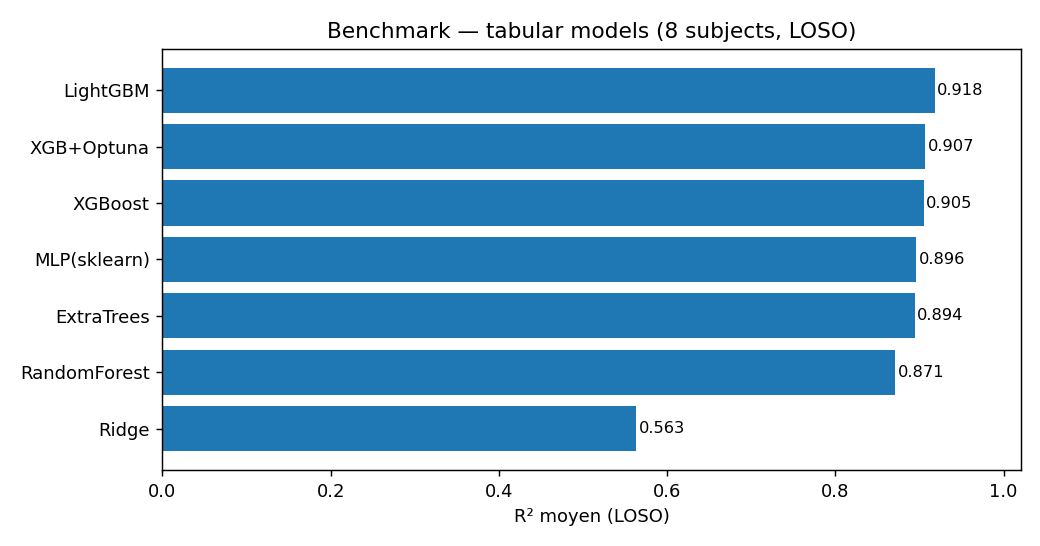 Benchmark — tabular models (8 subjects, LOSO)
LightGBM 0.918
XGB+Optuna 0.907
XGBoost 0.905
MLP(sklearn) 0.896
ExtraTrees 0.894
RandomForest 0.871
Ridge 0.563
0.0 0.2 0.4 0.6 0.8 1.0
R² moyen (LOSO)